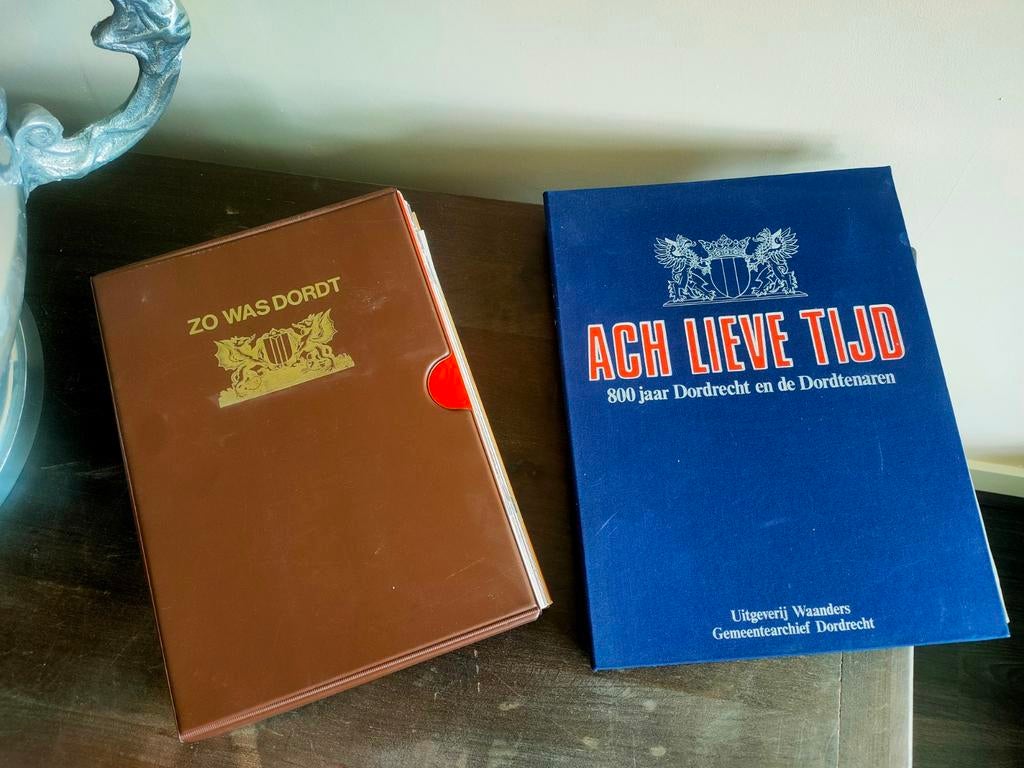 ZO WAS DORDT
ACH LIEVE TIJD
800 jaar Dordrecht en de Dordtenaren
Uitgeverij Waanders
Gemeentearchief Dordrecht